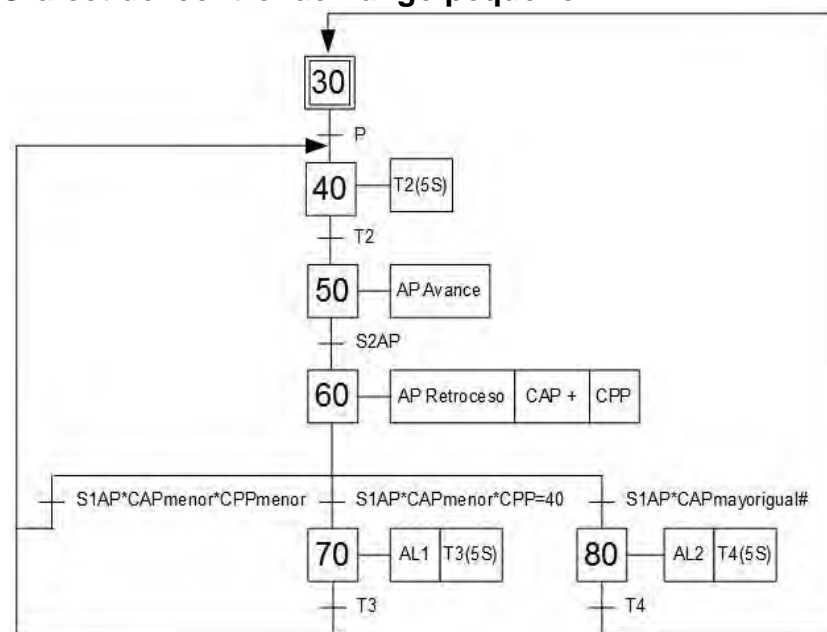 30
P
40 T2(5S)
T2
50 AP Avance
S2AP
60 AP Retroceso CAP + CPP
S1AP*CAPmenor*CPPmenor S1AP*CAPmenor*CPP=40 S1AP*CAPmayorigual#
70 AL1 T3(5S) 80 AL2 T4(5S)
T3 T4